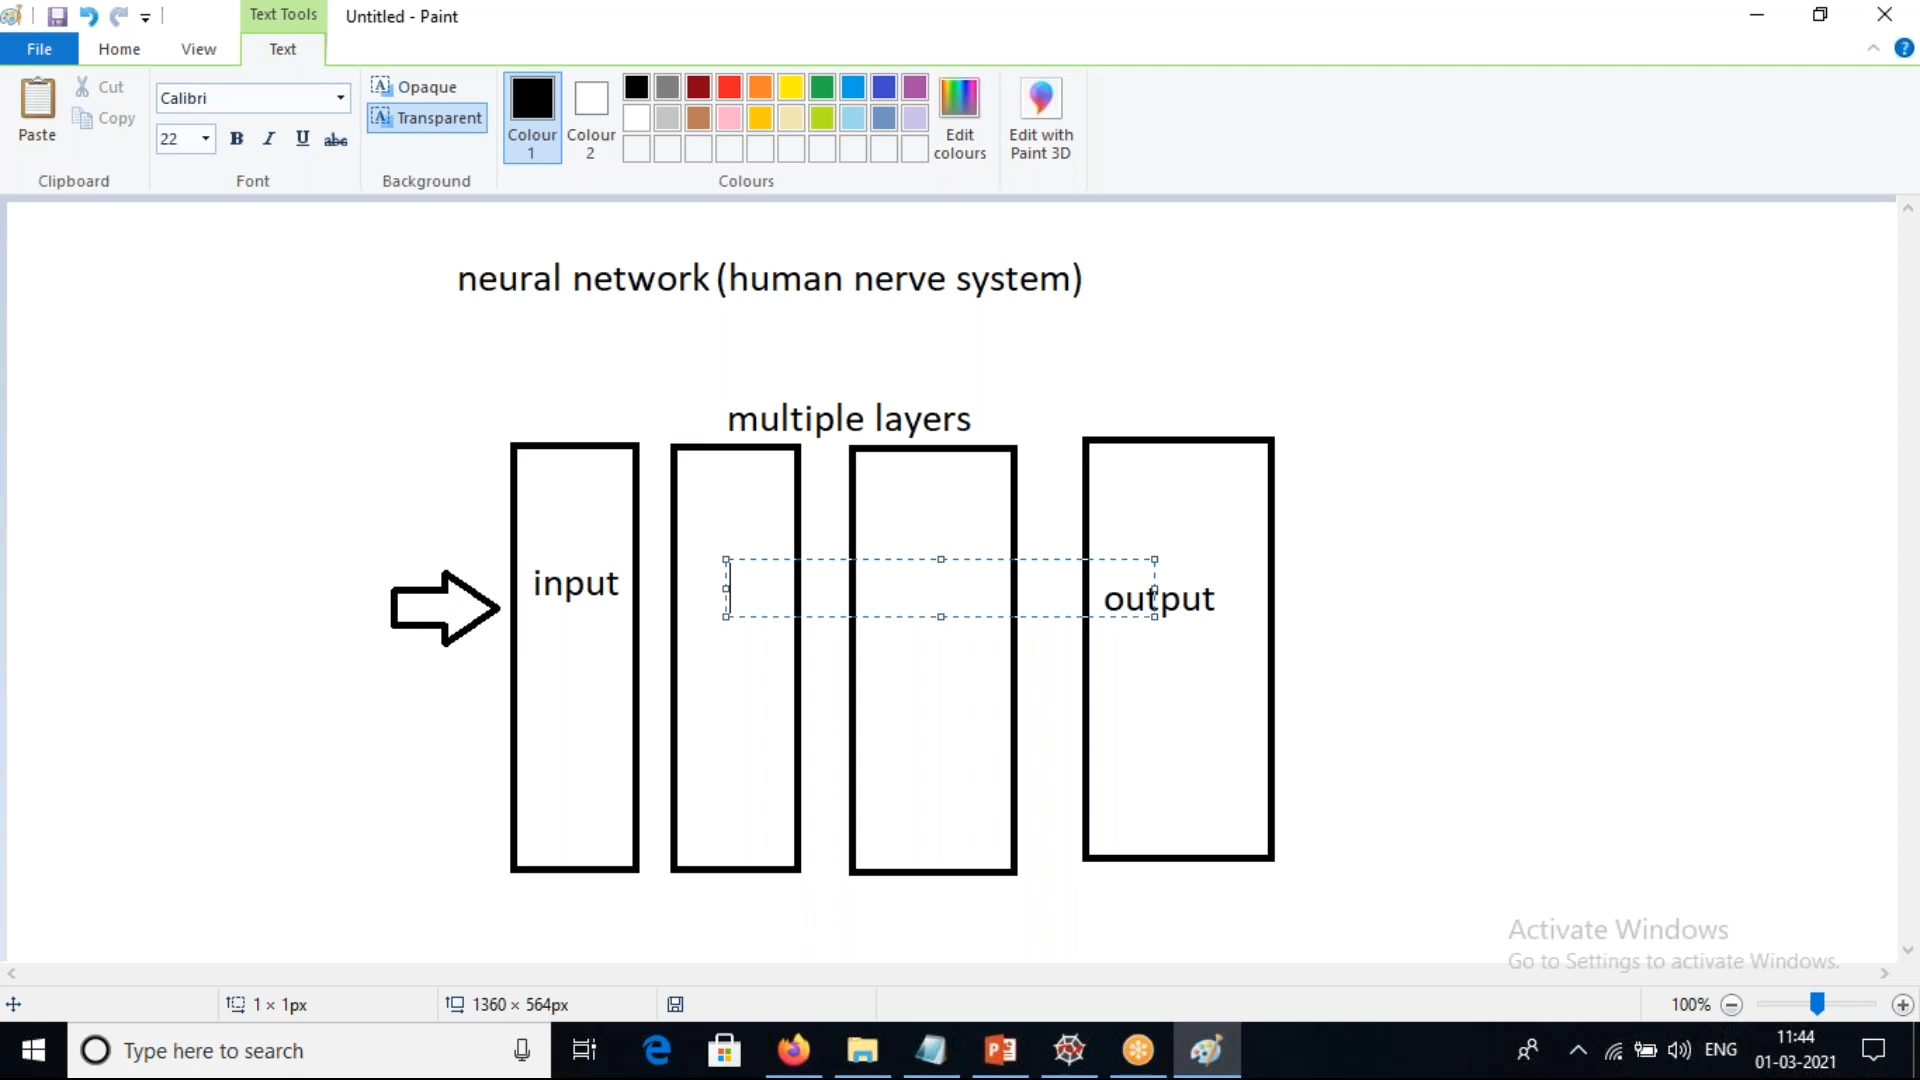 Text Tools
Untitled - Paint
File
Home
View
Text
Paste
Cut
Copy
Clipboard
Calibri
22
B
I
U
abc
Font
Opaque
Transparent
Background
Colour
1
Colour
2
Edit
colours
Colours
Edit with
Paint 3D
neural network (human nerve system)
multiple layers
input
output
Activate Windows
Go to Settings to activate Windows.
1 × 1px
1360 × 564px
100%
Type here to search
ENG
11:44
01-03-2021